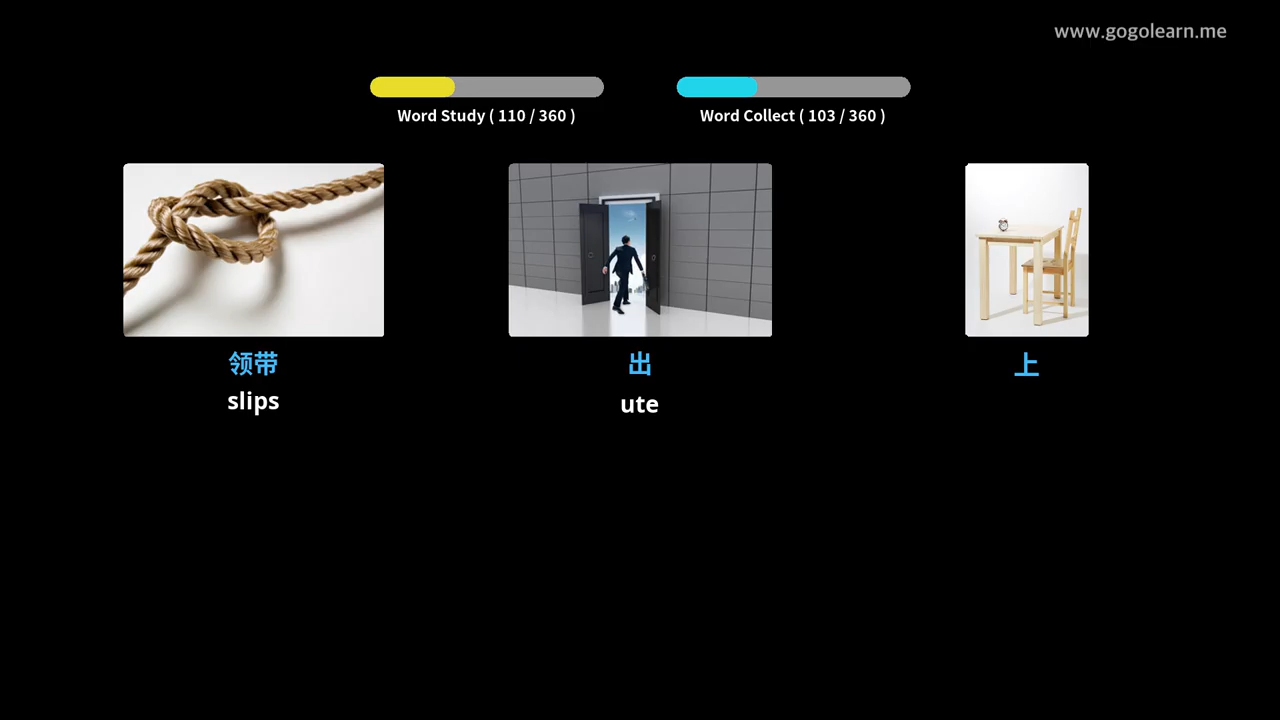 www.gogolearn.me
Word Study ( 110 / 360 )
Word Collect ( 103 / 360 )
领带
slips
出
ute
上